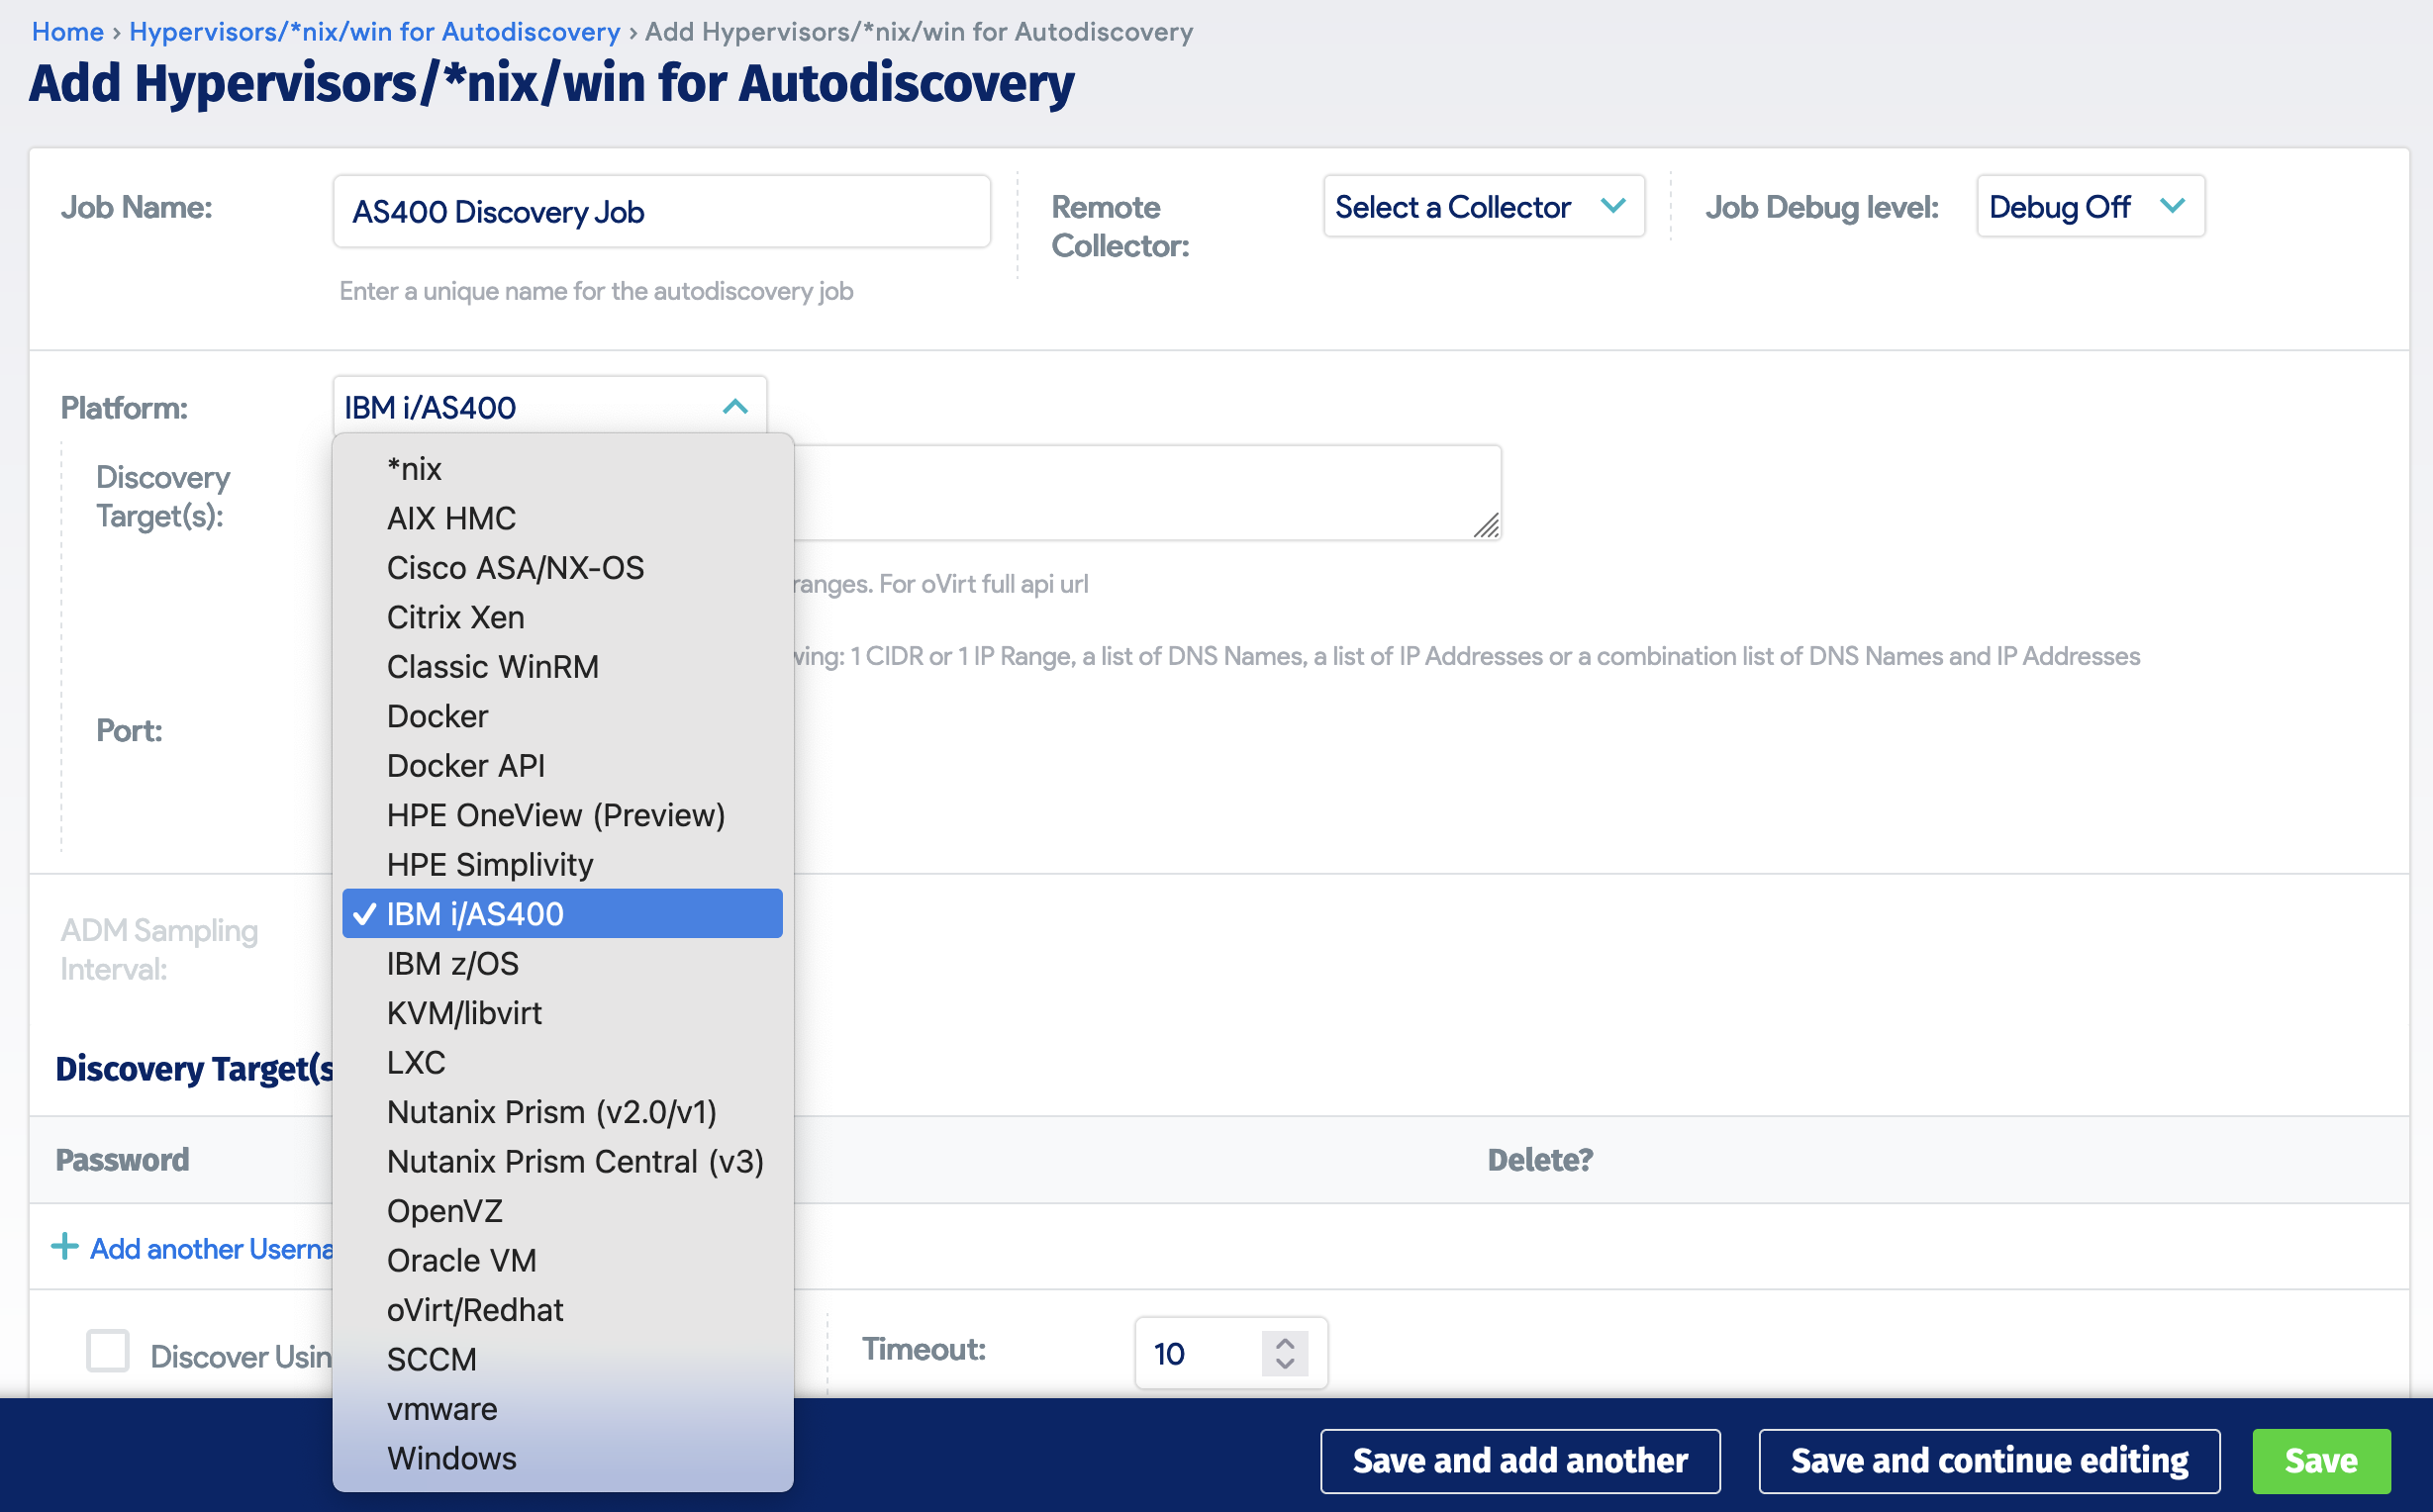 Home › Hypervisors/*nix/win for Autodiscovery › Add Hypervisors/*nix/win for Autodiscovery
Add Hypervisors/*nix/win for Autodiscovery
Job Name:
AS400 Discovery Job
Enter a unique name for the autodiscovery job
Remote
Collector:
Select a Collector
Job Debug level:
Debug Off
Platform:
IBM i/AS400
*nix
AIX HMC
Cisco ASA/NX-OS
Citrix Xen
Classic WinRM
Docker
Docker API
HPE OneView (Preview)
HPE Simplivity
✓ IBM i/AS400
IBM z/OS
KVM/libvirt
LXC
Nutanix Prism (v2.0/v1)
Nutanix Prism Central (v3)
OpenVZ
Oracle VM
oVirt/Redhat
SCCM
vmware
Windows
Discovery
Target(s):
ranges. For oVirt full api url
wing: 1 CIDR or 1 IP Range, a list of DNS Names, a list of IP Addresses or a combination list of DNS Names and IP Addresses
Port:
ADM Sampling
Interval:
Discovery Target(s
Password
Delete?
+ Add another Userna
Discover Usin
Timeout:
10
Save and add another
Save and continue editing
Save